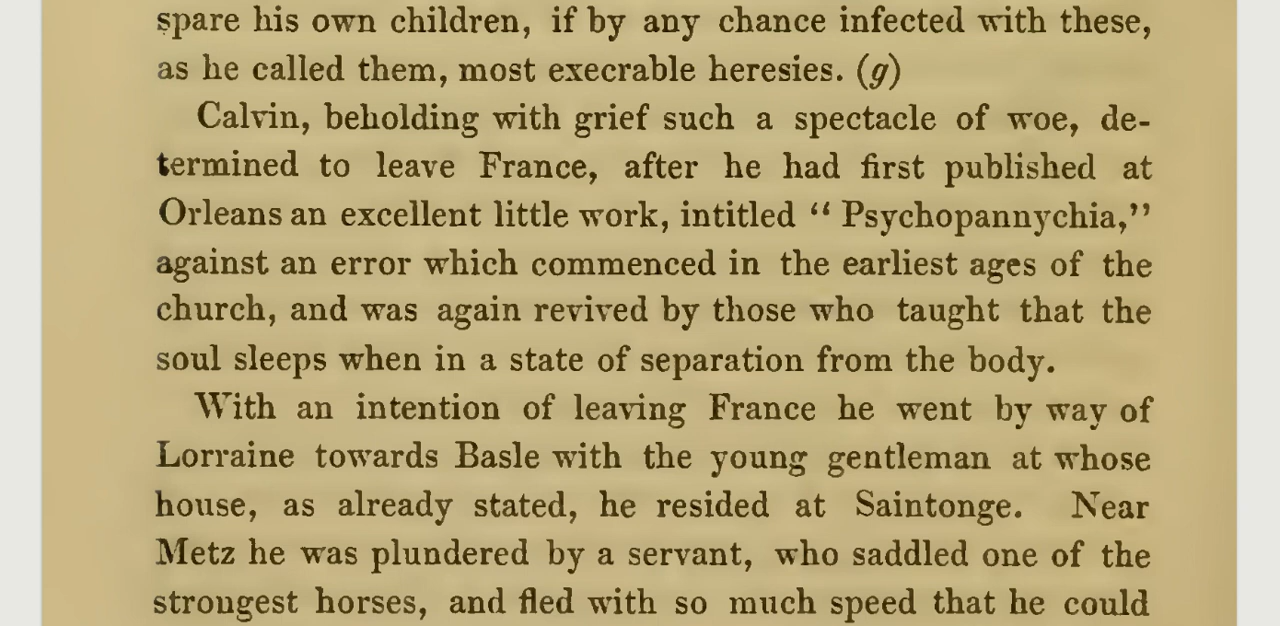 spare his own children, if by any chance infected with these,
as he called them, most execrable heresies. (g)
Calvin, beholding with grief such a spectacle of woe, de-
termined to leave France, after he had first published at
Orleans an excellent little work, intitled “ Psychopannychia,”
against an error which commenced in the earliest ages of the
church, and was again revived by those who taught that the
soul sleeps when in a state of separation from the body.
With an intention of leaving France he went by way of
Lorraine towards Basle with the young gentleman at whose
house, as already stated, he resided at Saintonge. Near
Metz he was plundered by a servant, who saddled one of the
strongest horses, and fled with so much speed that he could